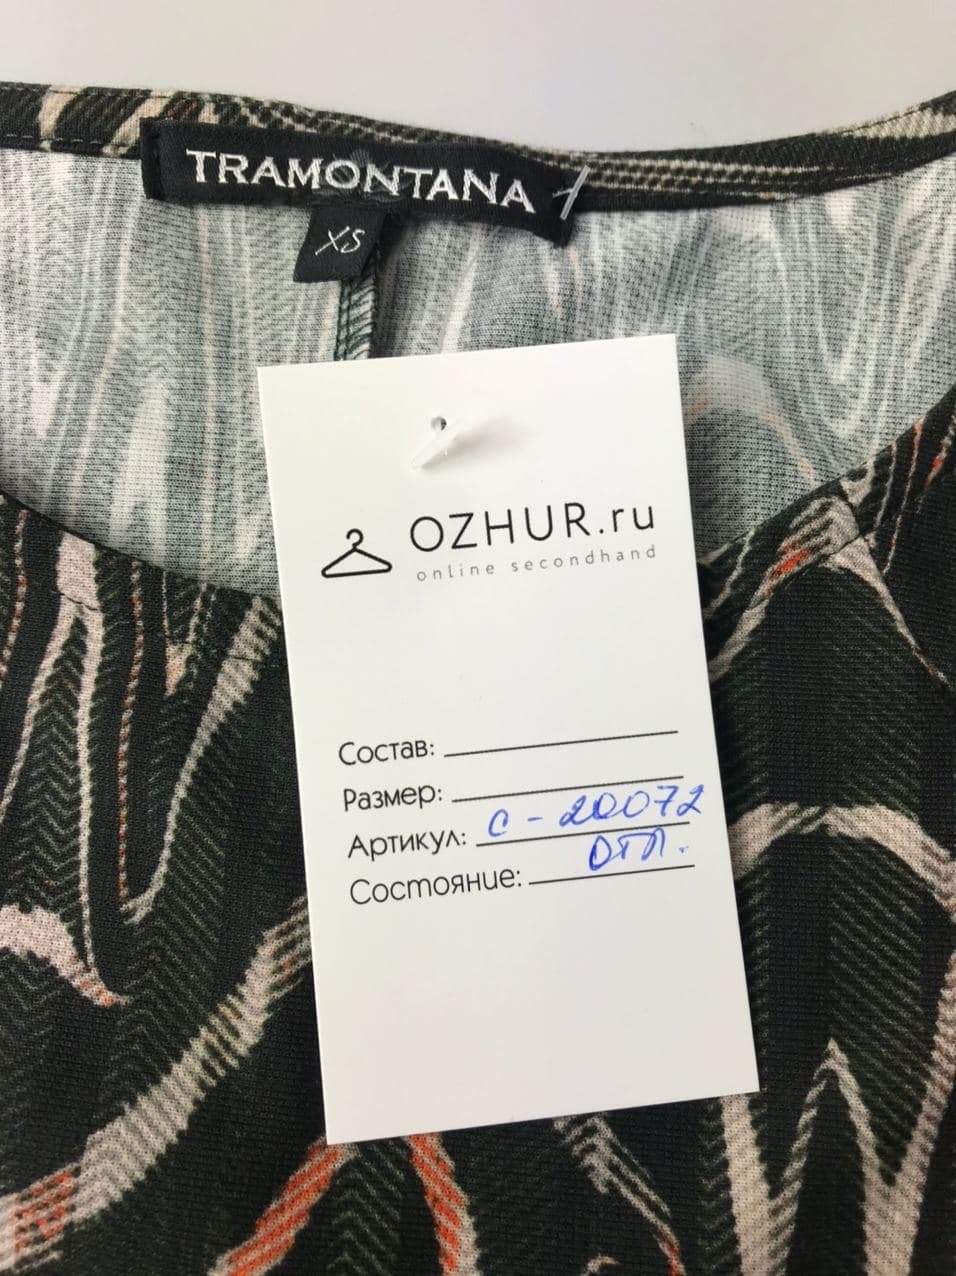 TRAMONTANA
XS
OZHUR.ru
online secondhand
Состав:
Размер:
Артикул: С-20072
Состояние: отл.